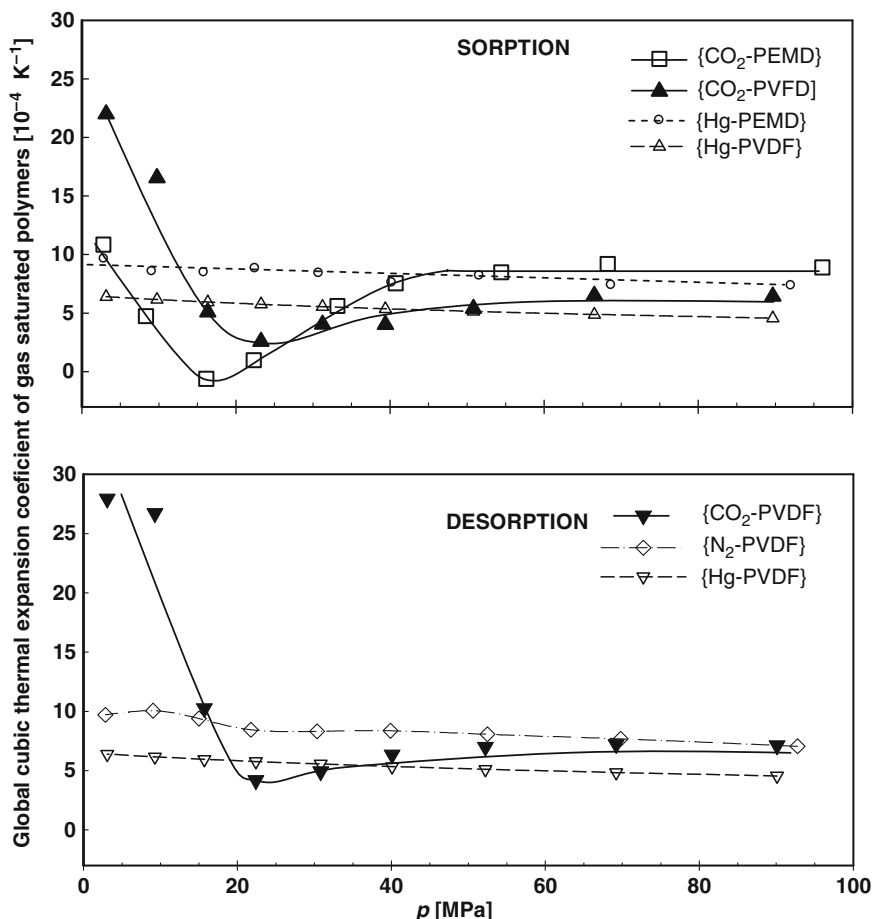 Global cubic thermal expansion coeficient of gas saturated polymers [10⁻⁴ K⁻¹]
30
25
20
15
10
5
0
SORPTION
{CO₂-PEMD}
{CO₂-PVFD]
{Hg-PEMD}
{Hg-PVDF}
30
25
20
15
10
5
0
DESORPTION
{CO₂-PVDF}
{N₂-PVDF}
{Hg-PVDF}
0 20 40 60 80 100
p [MPa]